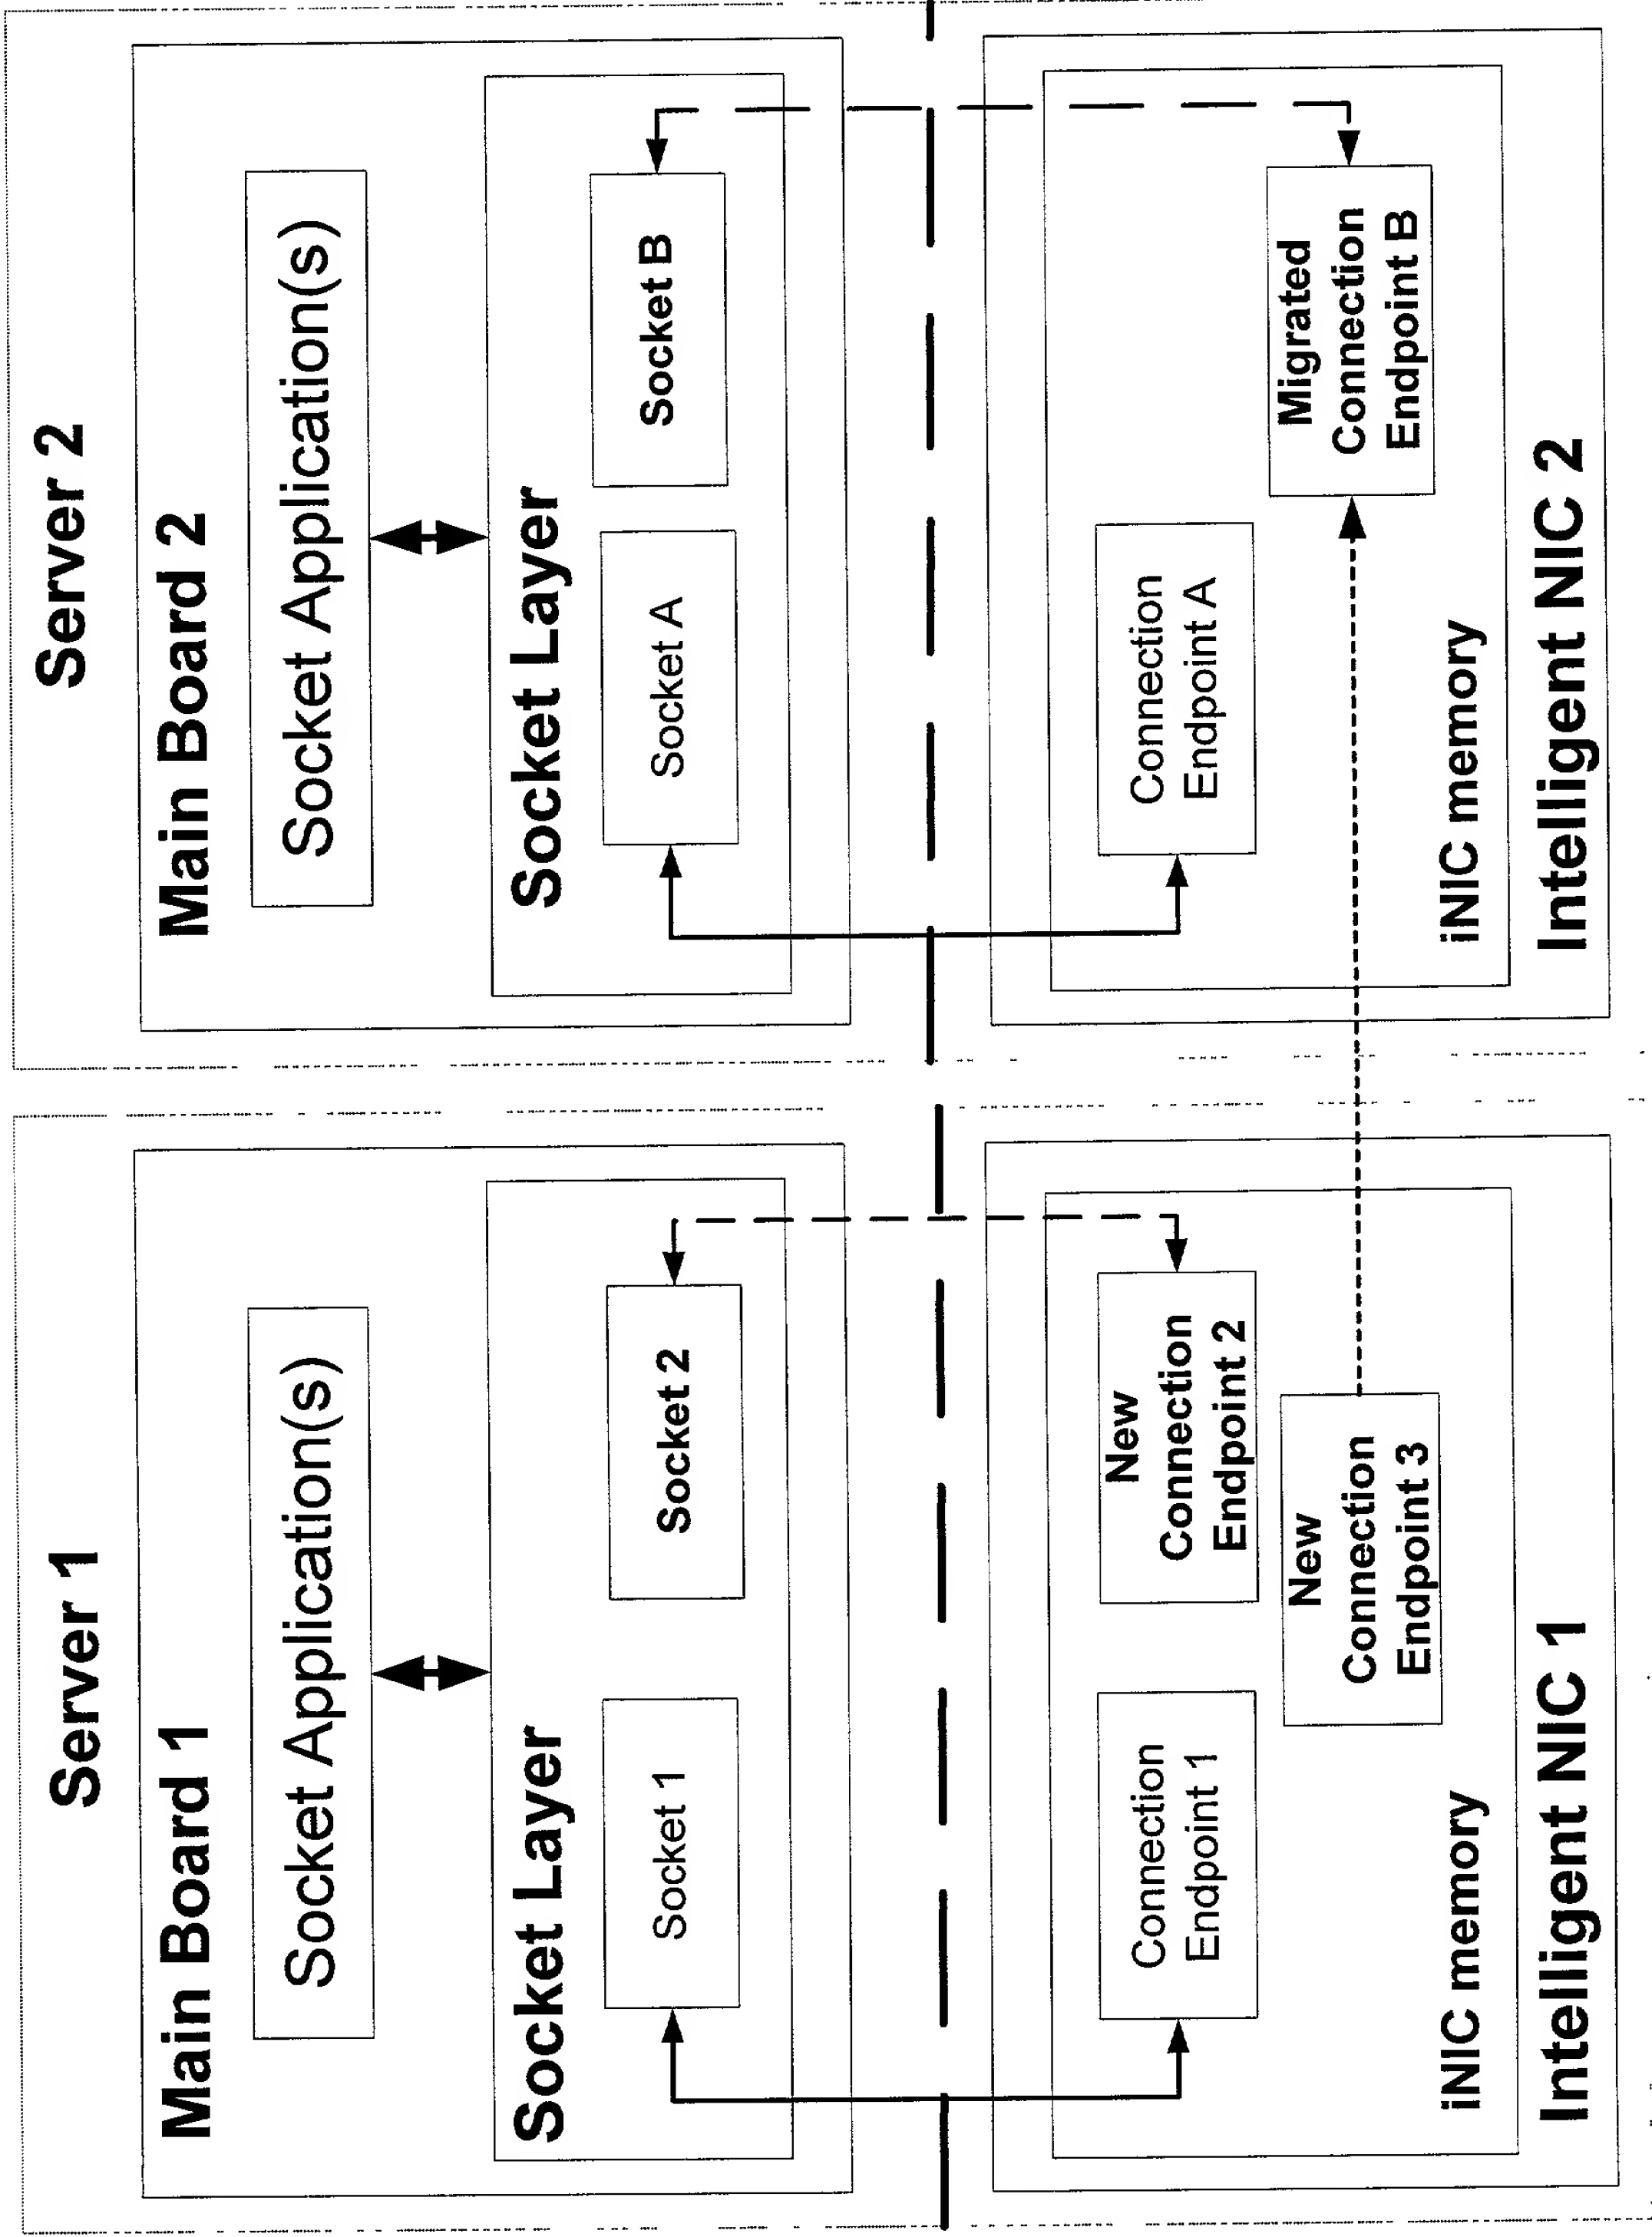 Server 1
Main Board 1
Socket Application(s)
Socket Layer
Socket 1
Socket 2
Connection
Endpoint 1
New
Connection
Endpoint 2
New
Connection
Endpoint 3
iNIC memory
Intelligent NIC 1
Server 2
Main Board 2
Socket Application(s)
Socket Layer
Socket A
Socket B
Connection
Endpoint A
Migrated
Connection
Endpoint B
iNIC memory
Intelligent NIC 2